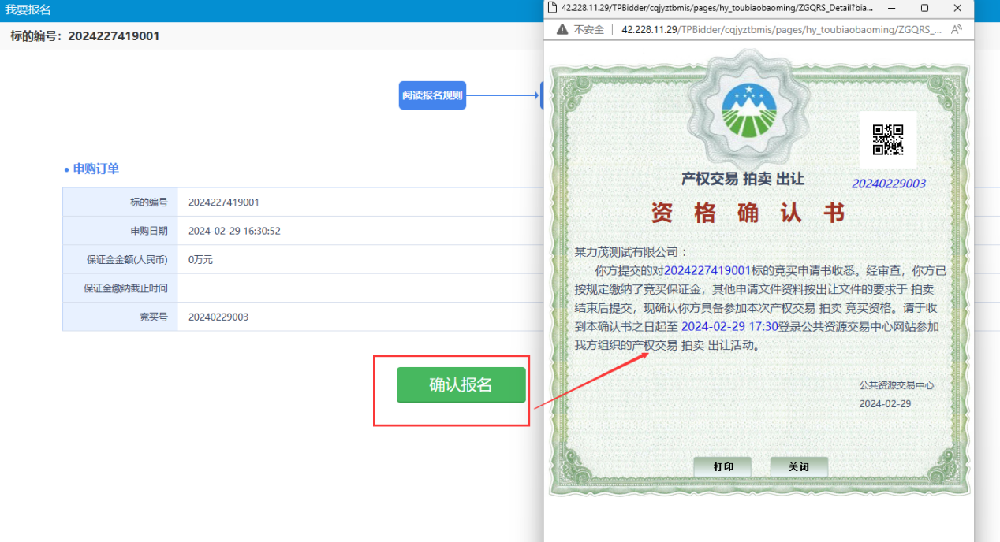 我要报名
标的编号：2024227419001
阅读报名规则
申购订单
标的编号 2024227419001
申购日期 2024-02-29 16:30:52
保证金金额(人民币) 0万元
保证金缴纳截止时间
竞买号 20240229003
确认报名
42.228.11.29/TPBidder/cqjyztbmis/pages/hy_toubiaobaoming/ZGQRS_Detail?bia...
不安全 42.228.11.29/TPBidder/cqjyztbmis/pages/hy_toubiaobaoming/ZGQRS_...
产权交易 拍卖 出让
20240229003
资 格 确 认 书
某力茂测试有限公司：
你方提交的对2024227419001标的竞买申请书收悉。经审查，你方已
按规定缴纳了竞买保证金，其他申请文件资料按出让文件的要求于 拍卖
结束后提交，现确认你方具备参加本次产权交易 拍卖 竞买资格。请于收
到本确认书之日起至 2024-02-29 17:30登录公共资源交易中心网站参加
我方组织的产权交易 拍卖 出让活动。
公共资源交易中心
2024-02-29
打印 关闭